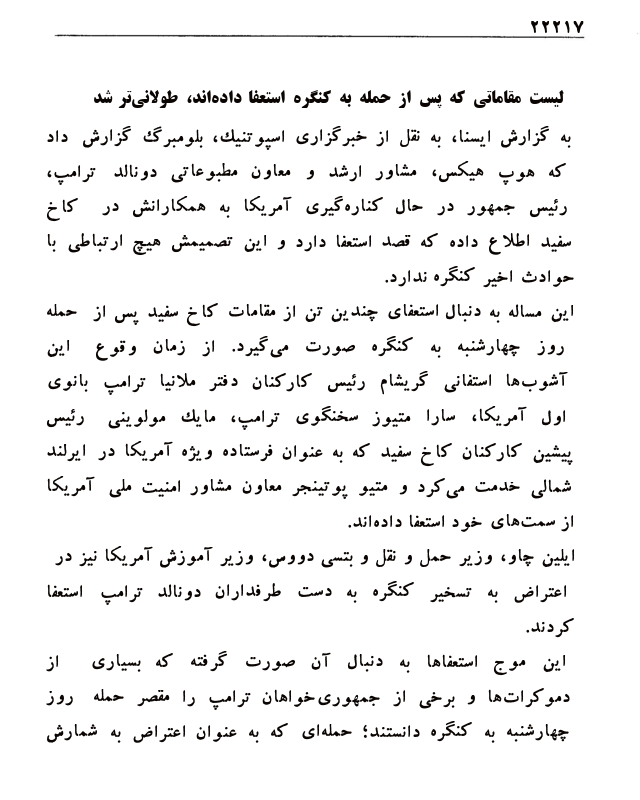 ۲۲۲۱۷
لیست مقاماتی که پس از حمله به کنگره استعفا داده‌اند، طولانی‌تر شد
به گزارش ایسنا، به نقل از خبرگزاری اسپوتنیك، بلومبرگ گزارش داد
که هوپ هیکس، مشاور ارشد و معاون مطبوعاتی دونالد ترامپ،
رئیس جمهور در حال کناره‌گیری آمریکا به همکارانش در کاخ
سفید اطلاع داده که قصد استعفا دارد و این تصمیمش هیچ ارتباطی با
حوادث اخیر کنگره ندارد.
این مساله به دنبال استعفای چندین تن از مقامات کاخ سفید پس از حمله
روز چهارشنبه به کنگره صورت می‌گیرد. از زمان وقوع این
آشوب‌ها استفانی گریشام رئیس کارکنان دفتر ملانیا ترامپ بانوی
اول آمریکا، سارا متیوز سخنگوی ترامپ، مایك مولوینی رئیس
پیشین کارکنان کاخ سفید که به عنوان فرستاده ویژه آمریکا در ایرلند
شمالی خدمت می‌کرد و متیو پوتینجر معاون مشاور امنیت ملی آمریکا
از سمت‌های خود استعفا داده‌اند.
ایلین چاو، وزیر حمل و نقل و بتسی دووس، وزیر آموزش آمریکا نیز در
اعتراض به تسخیر کنگره به دست طرفداران دونالد ترامپ استعفا
کردند.
این موج استعفاها به دنبال آن صورت گرفته که بسیاری از
دموکرات‌ها و برخی از جمهوری‌خواهان ترامپ را مقصر حمله روز
چهارشنبه به کنگره دانستند؛ حمله‌ای که به عنوان اعتراض به شمارش